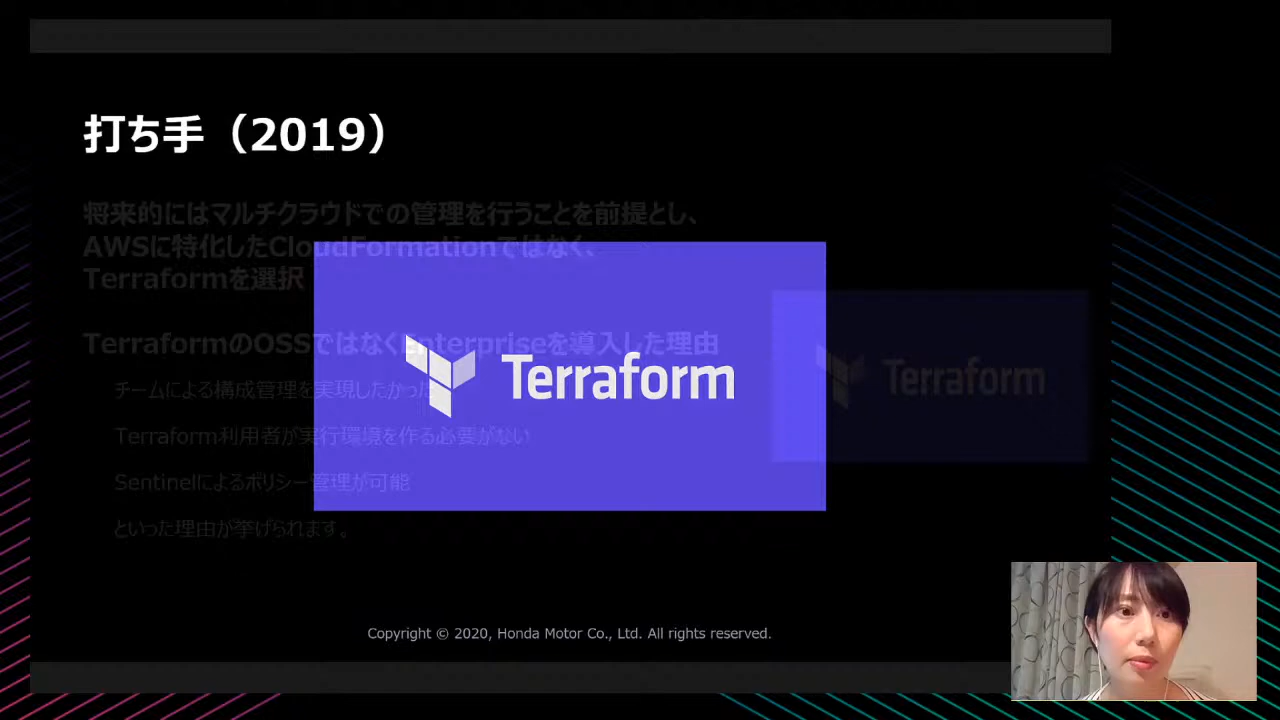 打ち手（2019）
将来的にはマルチクラウドでの管理を行うことを前提とし、
AWSに特化したCloudFormationではなく、
Terraformを選択
TerraformのOSSではなくEnterpriseを導入した理由
チームによる構成管理を実現したかった
Terraform利用者が実行環境を作る必要がない
Sentinelによるポリシー管理が可能
といった理由が挙げられます。
Terraform
Terraform
Copyright © 2020, Honda Motor Co., Ltd. All rights reserved.